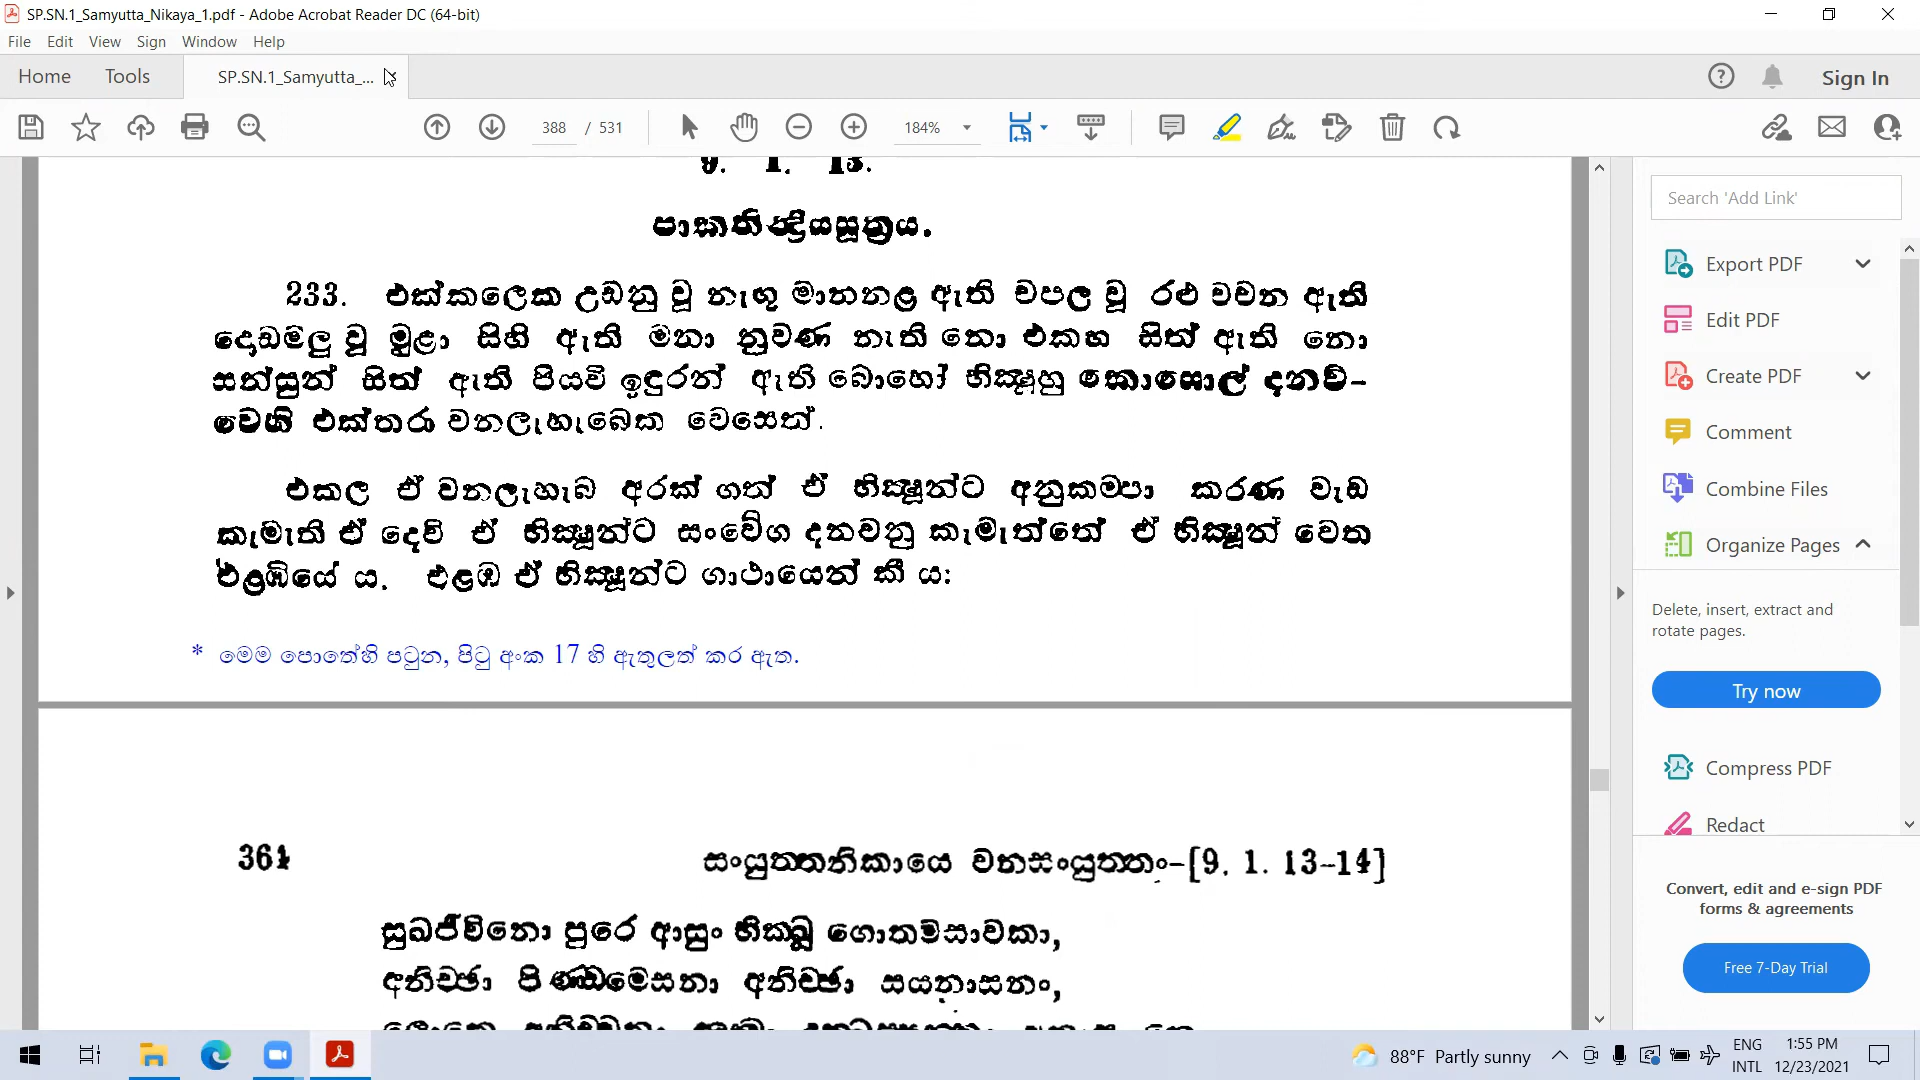 SP.SN.1_Samyutta_Nikaya_1.pdf - Adobe Acrobat Reader DC (64-bit)
File Edit View Sign Window Help
Home Tools SP.SN.1_Samyutta_... Sign In
388 / 531 184%
9. 1. 13.
පාකතින්ද්‍රියසූත්‍රය.
233. එක්කලෙක උඩනු වූ නැඟූ මානනළ ඇති චපල වූ රළු වචන ඇති
දොඩමලු වූ මුළා සිහි ඇති මනා නුවණ නැති නො එකඟ සිත් ඇති නො
සන්සුන් සිත් ඇති පියවි ඉඳුරන් ඇති බොහෝ භික්‍ෂූහු කොසොල් දනව්-
වෙහි එක්තරා වනලැහැබෙක වෙසෙත්.
එකල ඒ වනලැහැබ අරක් ගත් ඒ භික්‍ෂූන්ට අනුකම්පා කරණ වැඩ
කැමැති ඒ දෙව් ඒ භික්‍ෂූන්ට සංවේග දනවනු කැමැත්තේ ඒ භික්‍ෂූන් වෙත
එළඹියේ ය. එළඹ ඒ භික්‍ෂූන්ට ගාථායෙන් කී ය:
* මෙම පොතේහි පටුන, පිටු අංක 17 හි ඇතුලත් කර ඇත.
364 සංයුත්තනිකායෙ වනසංයුත්තං-[9. 1. 13-14]
සුඛජීවිනො පුරෙ ආසුං භික්ඛූ ගොතමසාවකා,
අනිච්ඡා පිණ්ඩමෙසනා අනිච්ඡා සයනාසනං,
Search 'Add Link'
Export PDF
Edit PDF
Create PDF
Comment
Combine Files
Organize Pages
Delete, insert, extract and
rotate pages.
Try now
Compress PDF
Redact
Convert, edit and e-sign PDF
forms & agreements
Free 7-Day Trial
88°F Partly sunny
ENG
INTL
1:55 PM
12/23/2021